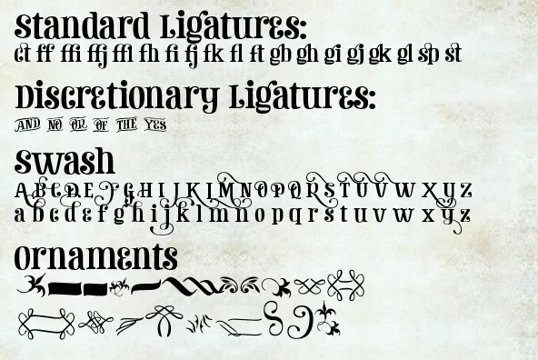 Standard Ligatures:
ct ff ffi ffj ffl fh fi fj fk fl ft gb gh gi gj gk gl sp st
Discretionary Ligatures:
AND NO OR OF THE YES
Swash
A B C D E F G H I J K L M N O P Q R S T U V W X Y Z
a b c d e f g h i j k l m n o p q r s t u v w x y z
Ornaments